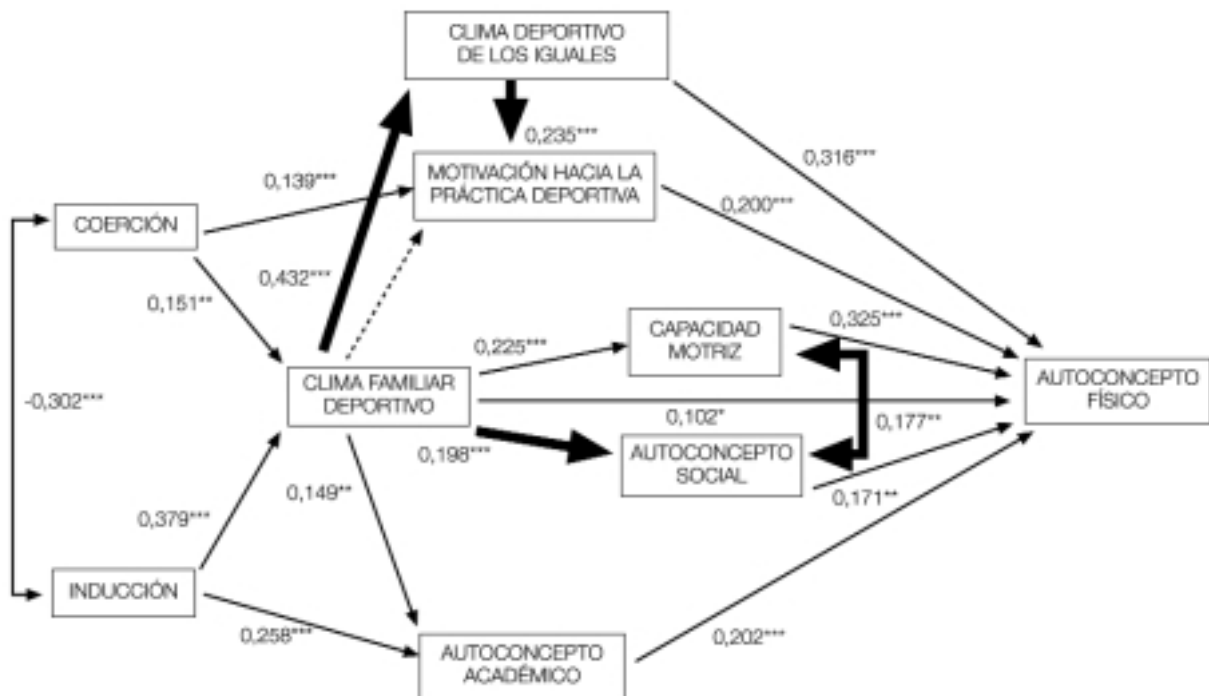 CLIMA DEPORTIVO
DE LOS IGUALES
0,235***
0,316***
MOTIVACIÓN HACIA LA
PRÁCTICA DEPORTIVA
0,139***
0,200***
COERCIÓN
0,432***
0,151**
CAPACIDAD
MOTRIZ
0,325***
0,225***
CLIMA FAMILIAR
DEPORTIVO
AUTOCONCEPTO
FÍSICO
-0,302***
0,102*
0,177**
0,198***
AUTOCONCEPTO
SOCIAL
0,149**
0,171**
0,379***
INDUCCIÓN
0,258***
0,202***
AUTOCONCEPTO
ACADÉMICO